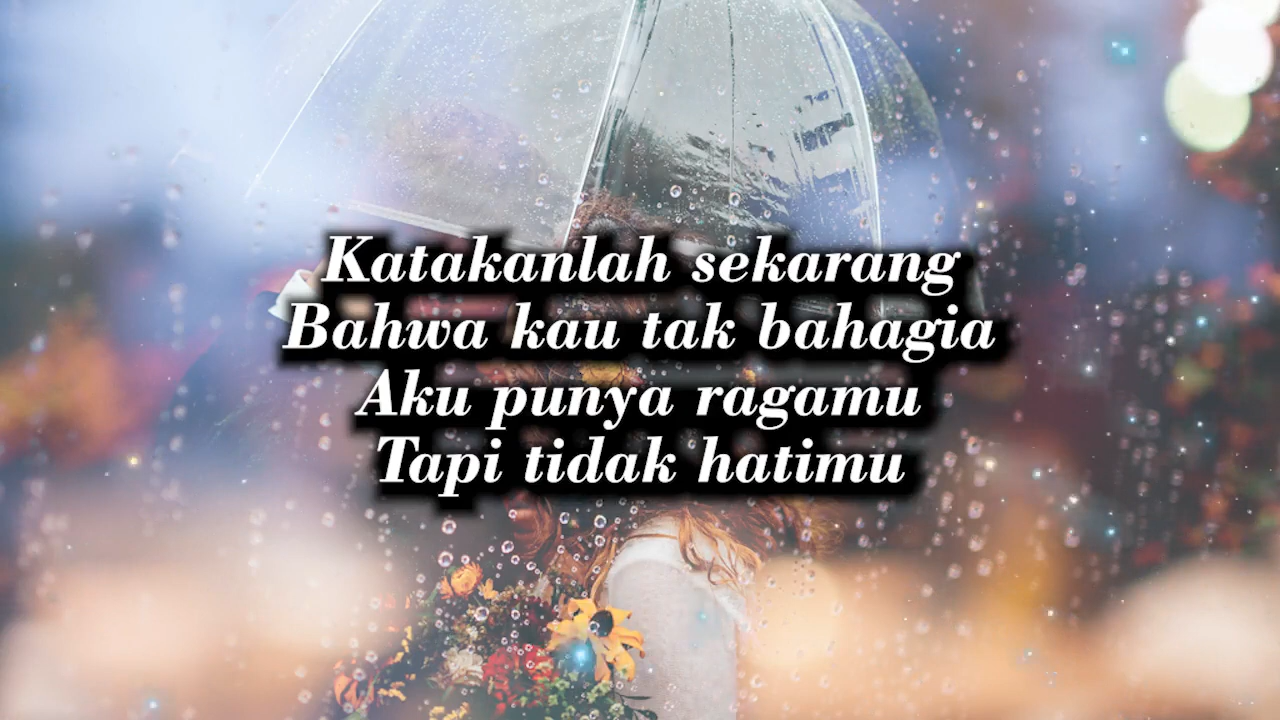 Katakanlah sekarang
Bahwa kau tak bahagia
Aku punya ragamu
Tapi tidak hatimu